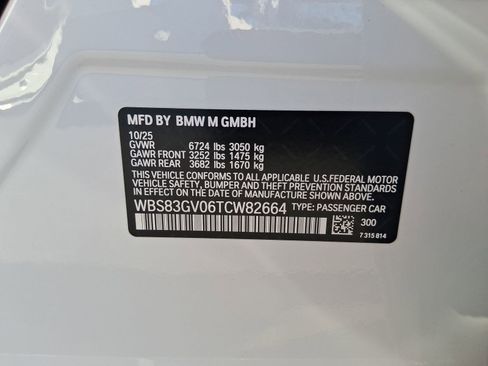 MFD BY BMW M GMBH
10/25
GVWR 6724 lbs 3050 kg
GAWR FRONT 3252 lbs 1475 kg
GAWR REAR 3682 lbs 1670 kg
THIS VEHICLE CONFORMS TO ALL APPLICABLE U.S.FEDERAL MOTOR
VEHICLE SAFETY, BUMPER AND THEFT PREVENTION STANDARDS
IN EFFECT ON THE DATE OF MANUFACTURE SHOWN ABOVE.
WBS83GV06TCW82664 TYPE: PASSENGER CAR
300
7 315 814